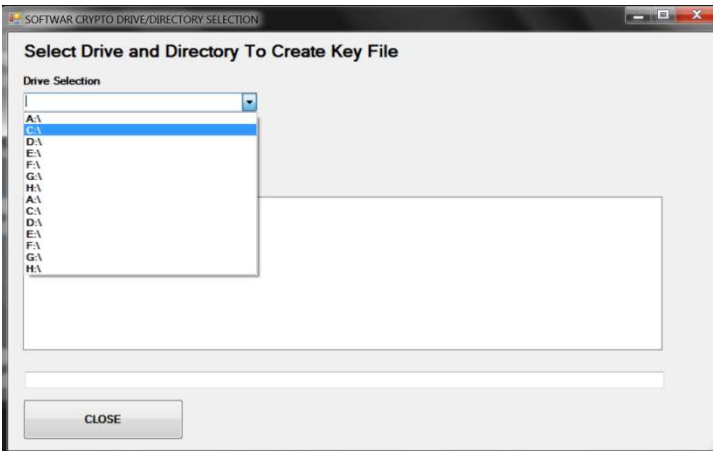 SOFTWAR CRYPTO DRIVE/DIRECTORY SELECTION
Select Drive and Directory To Create Key File
Drive Selection
A:\
C:\
D:\
E:\
F:\
G:\
H:\
A:\
C:\
D:\
E:\
F:\
G:\
H:\
CLOSE